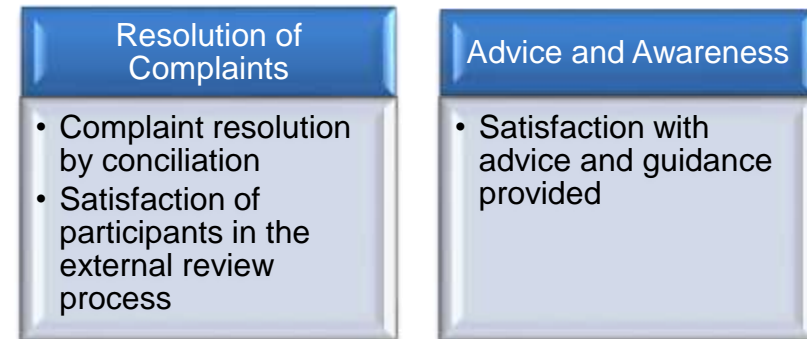 Resolution of
Complaints
• Complaint resolution
by conciliation
• Satisfaction of
participants in the
external review
process
Advice and Awareness
• Satisfaction with
advice and guidance
provided